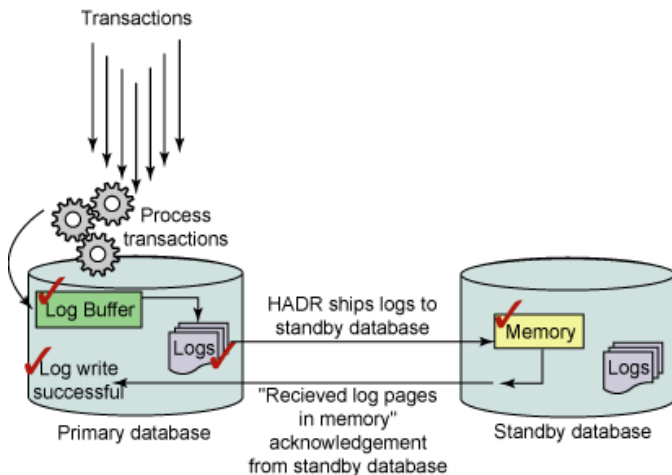 Transactions
Process
transactions
Log Buffer
Logs
Log write
successful
Primary database
HADR ships logs to
standby database
"Recieved log pages
in memory"
acknowledgement
from standby database
Memory
Logs
Standby database